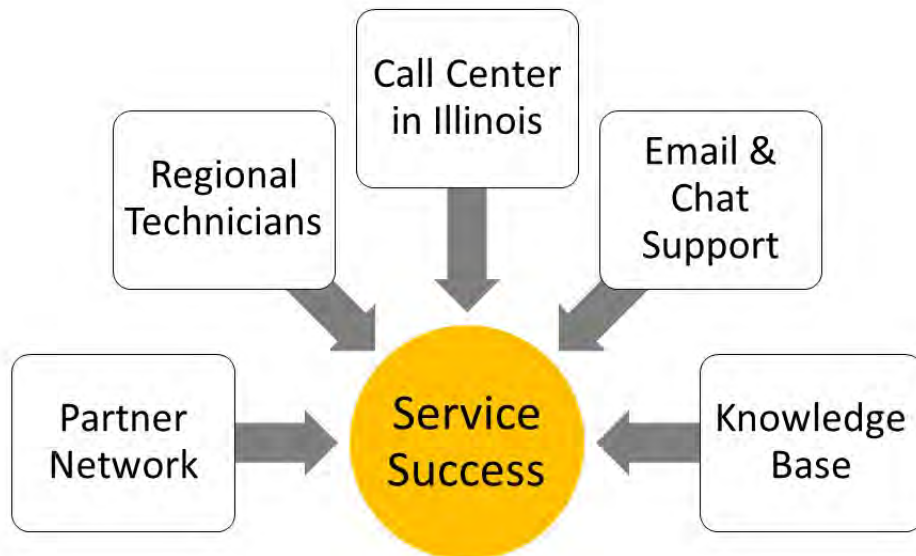 Call Center
in Illinois
Regional
Technicians
Email &
Chat
Support
Partner
Network
Service
Success
Knowledge
Base